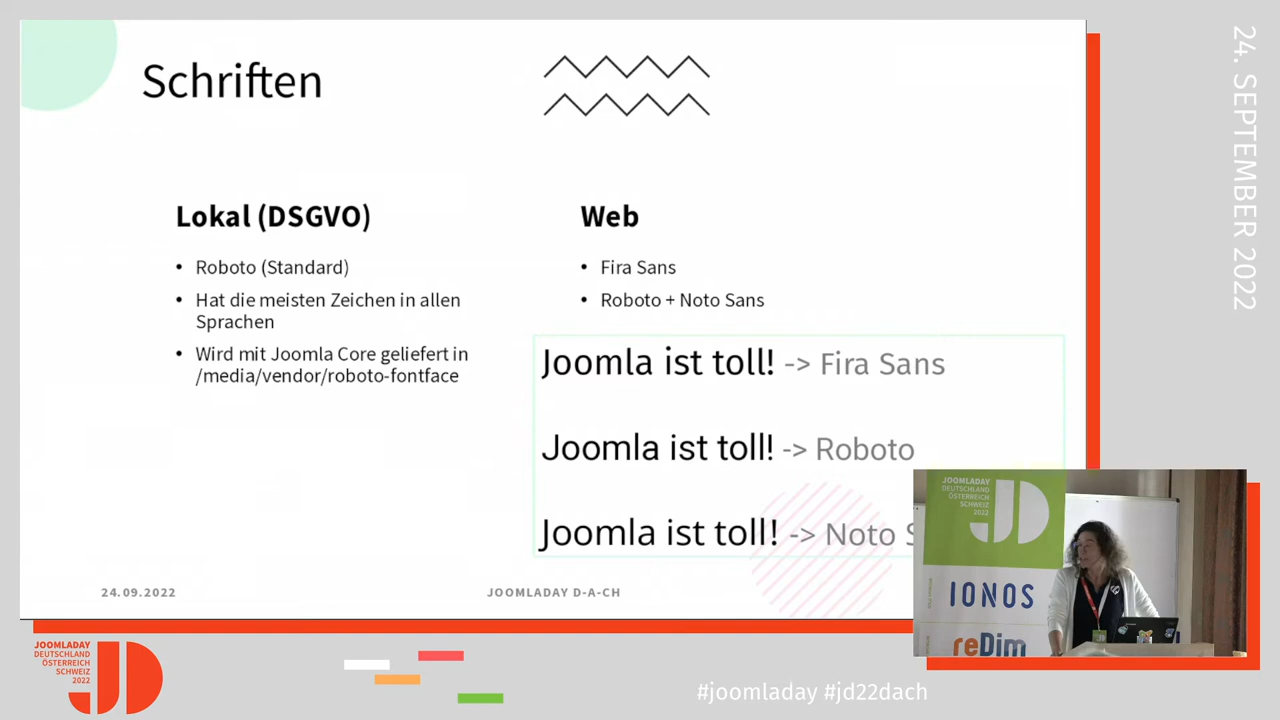 Schriften
Lokal (DSGVO)
• Roboto (Standard)
• Hat die meisten Zeichen in allen
Sprachen
• Wird mit Joomla Core geliefert in
/media/vendor/roboto-fontface
Web
• Fira Sans
• Roboto + Noto Sans
Joomla ist toll! -> Fira Sans
Joomla ist toll! -> Roboto
Joomla ist toll! -> Noto S
24.09.2022
JOOMLADAY D-A-CH
24. SEPTEMBER 2022
JOOMLADAY
DEUTSCHLAND
ÖSTERREICH
SCHWEIZ
2022
JD
IONOS
reDim
JOOMLADAY
DEUTSCHLAND
ÖSTERREICH
SCHWEIZ
2022
JD
#joomladay #jd22dach